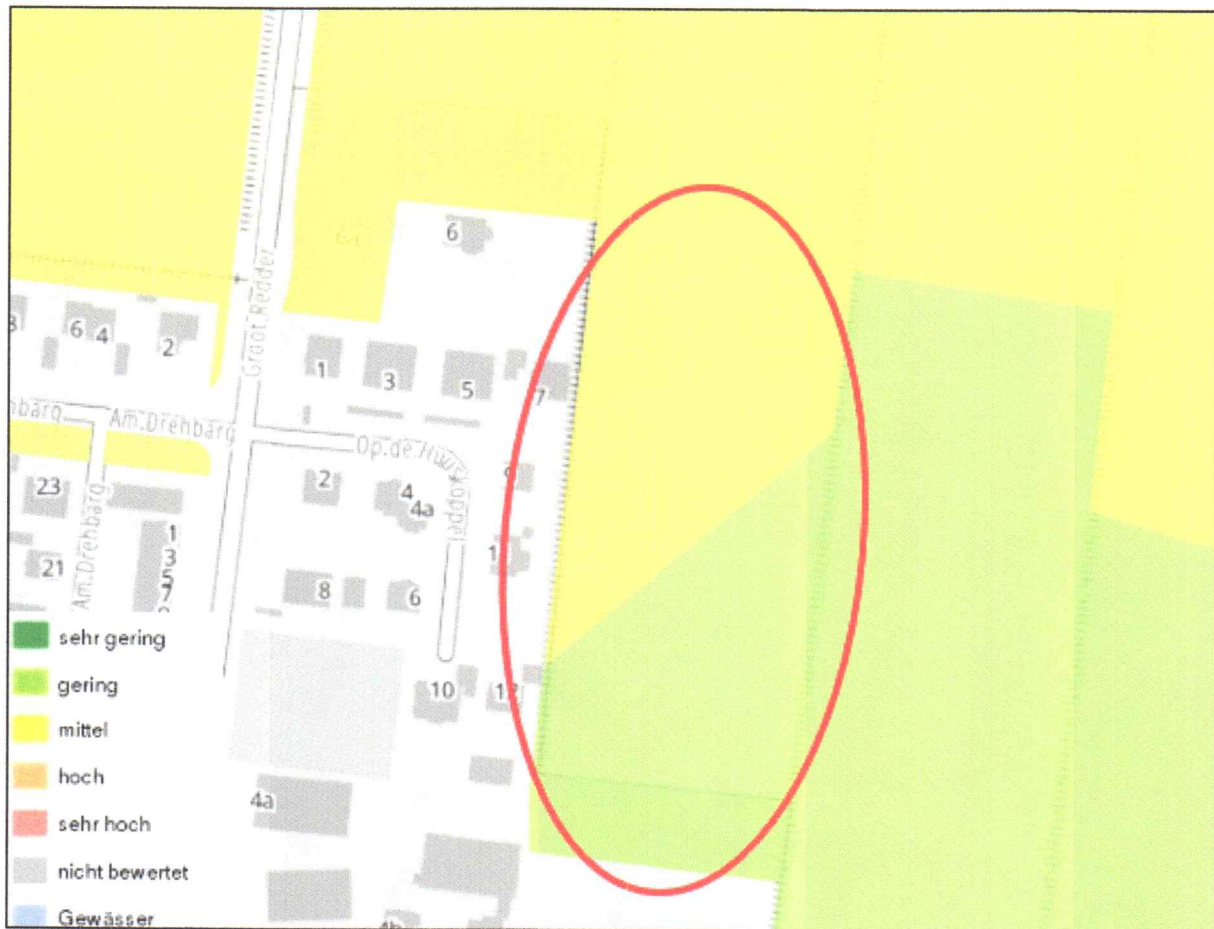 6
Groot.Redder
6
4
2
1
3
5
7
Am.Drehbarg
Op.de.Huuskoppel
23
2
4
4a
Am.Drehbarg
1
3
5
7
21
8
6
sehr gering
gering
mittel
hoch
sehr hoch
nicht bewertet
Gewässer
10
12
4a